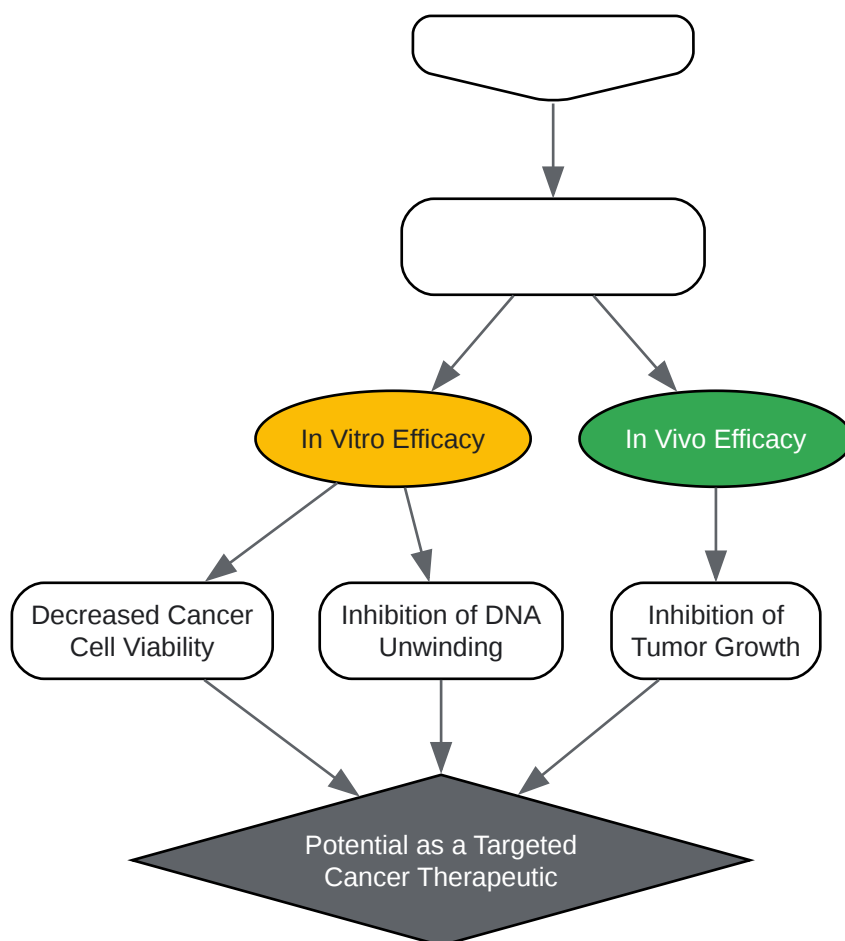 In Vitro Efficacy
In Vivo Efficacy
Decreased Cancer
Cell Viability
Inhibition of DNA
Unwinding
Inhibition of
Tumor Growth
Potential as a Targeted
Cancer Therapeutic